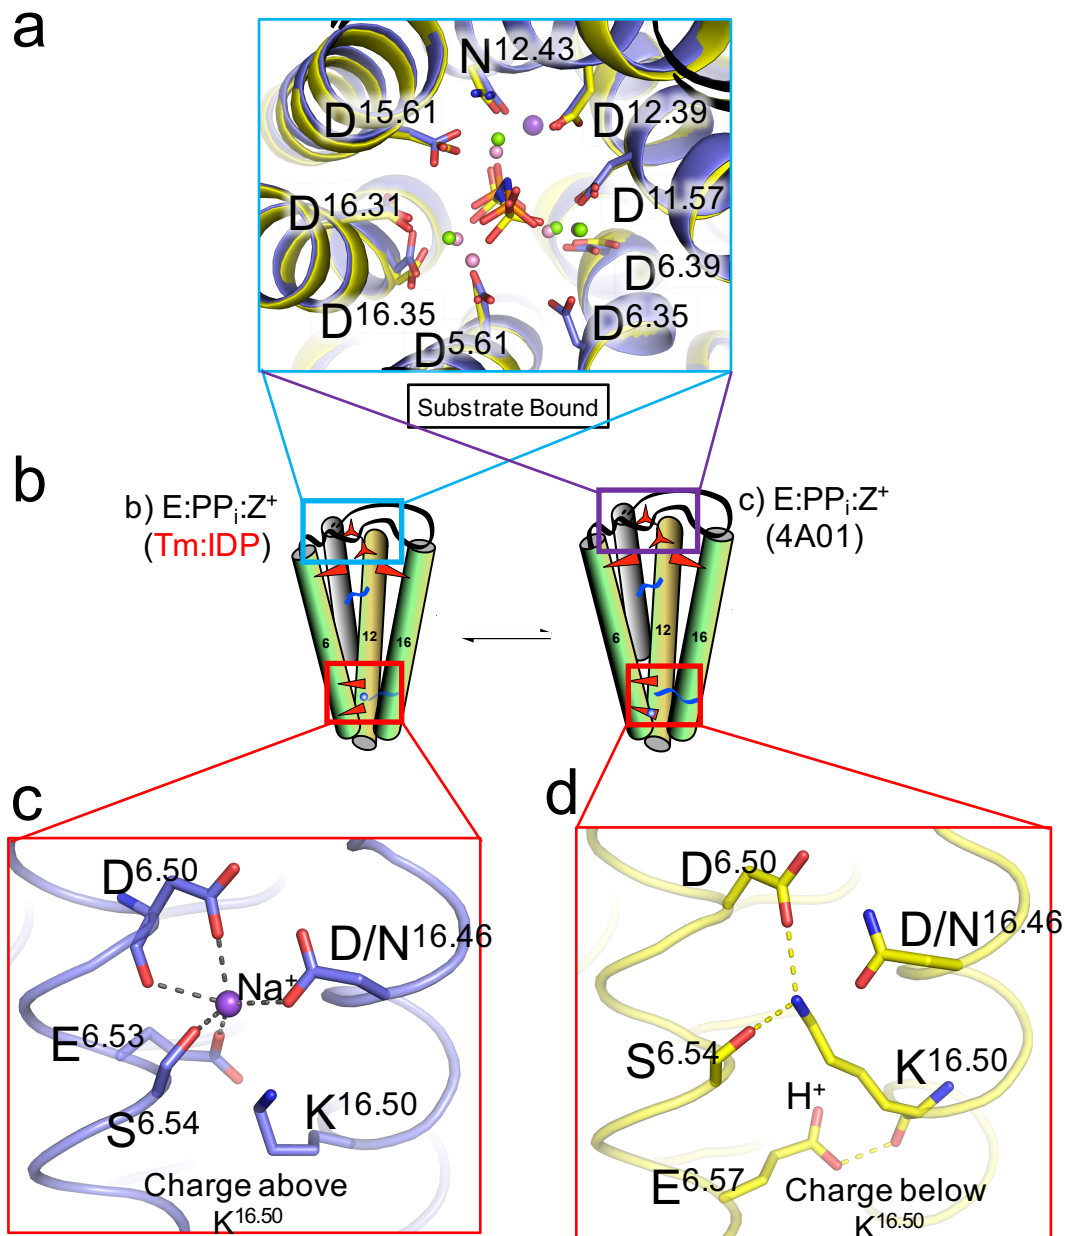 a
N12.43
D15.61
D12.39
D16.31
D11.57
D6.39
D16.35
D6.35
D5.61
Substrate Bound
b
b) E:PPi:Z+
(Tm:IDP)
c) E:PPi:Z+
(4A01)
6
12
16
6
12
16
c
D6.50
D/N16.46
Na+
E6.53
S6.54
K16.50
Charge above
K16.50
d
D6.50
D/N16.46
S6.54
K16.50
H+
E6.57
Charge below
K16.50